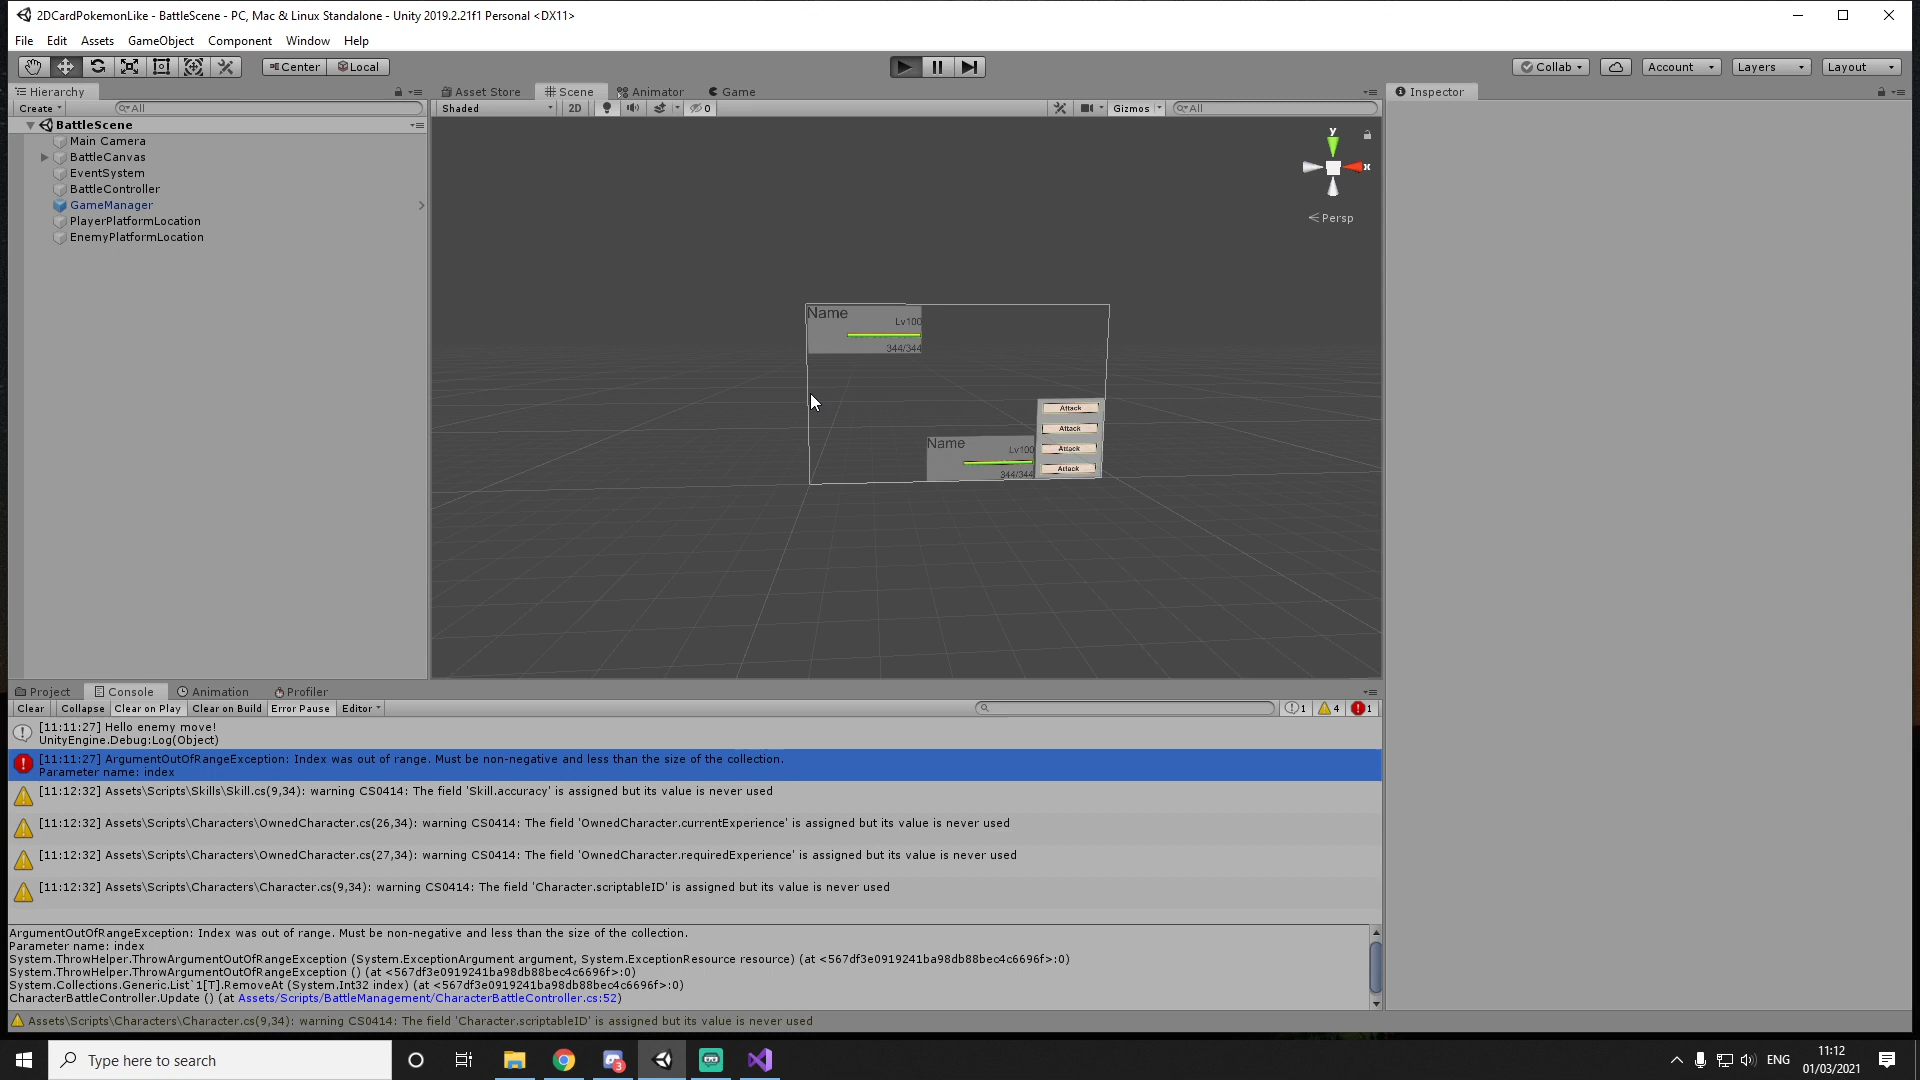 2DCardPokemonLike - BattleScene - PC, Mac & Linux Standalone - Unity 2019.2.21f1 Personal <DX11>
File Edit Assets GameObject Component Window Help
Center Local Collab Account Layers Layout
Hierarchy
Create All
BattleScene
Main Camera
BattleCanvas
EventSystem
BattleController
GameManager
PlayerPlatformLocation
EnemyPlatformLocation
Asset Store Scene Animator Game
Shaded 2D 0 Gizmos All
y
x
Persp
Name
Lv100
344/344
Name
Lv100
344/344
Attack
Attack
Attack
Attack
Inspector
Project Console Animation Profiler
Clear Collapse Clear on Play Clear on Build Error Pause Editor 1 4 1
[11:11:27] Hello enemy move!
UnityEngine.Debug:Log(Object)
[11:11:27] ArgumentOutOfRangeException: Index was out of range. Must be non-negative and less than the size of the collection.
Parameter name: index
[11:12:32] Assets\Scripts\Skills\Skill.cs(9,34): warning CS0414: The field 'Skill.accuracy' is assigned but its value is never used
[11:12:32] Assets\Scripts\Characters\OwnedCharacter.cs(26,34): warning CS0414: The field 'OwnedCharacter.currentExperience' is assigned but its value is never used
[11:12:32] Assets\Scripts\Characters\OwnedCharacter.cs(27,34): warning CS0414: The field 'OwnedCharacter.requiredExperience' is assigned but its value is never used
[11:12:32] Assets\Scripts\Characters\Character.cs(9,34): warning CS0414: The field 'Character.scriptableID' is assigned but its value is never used
ArgumentOutOfRangeException: Index was out of range. Must be non-negative and less than the size of the collection.
Parameter name: index
System.ThrowHelper.ThrowArgumentOutOfRangeException (System.ExceptionArgument argument, System.ExceptionResource resource) (at <567df3e0919241ba98db88bec4c6696f>:0)
System.ThrowHelper.ThrowArgumentOutOfRangeException () (at <567df3e0919241ba98db88bec4c6696f>:0)
System.Collections.Generic.List`1[T].RemoveAt (System.Int32 index) (at <567df3e0919241ba98db88bec4c6696f>:0)
CharacterBattleController.Update () (at Assets/Scripts/BattleManagement/CharacterBattleController.cs:52)
Assets\Scripts\Characters\Character.cs(9,34): warning CS0414: The field 'Character.scriptableID' is assigned but its value is never used
Type here to search
3
ENG
11:12
01/03/2021